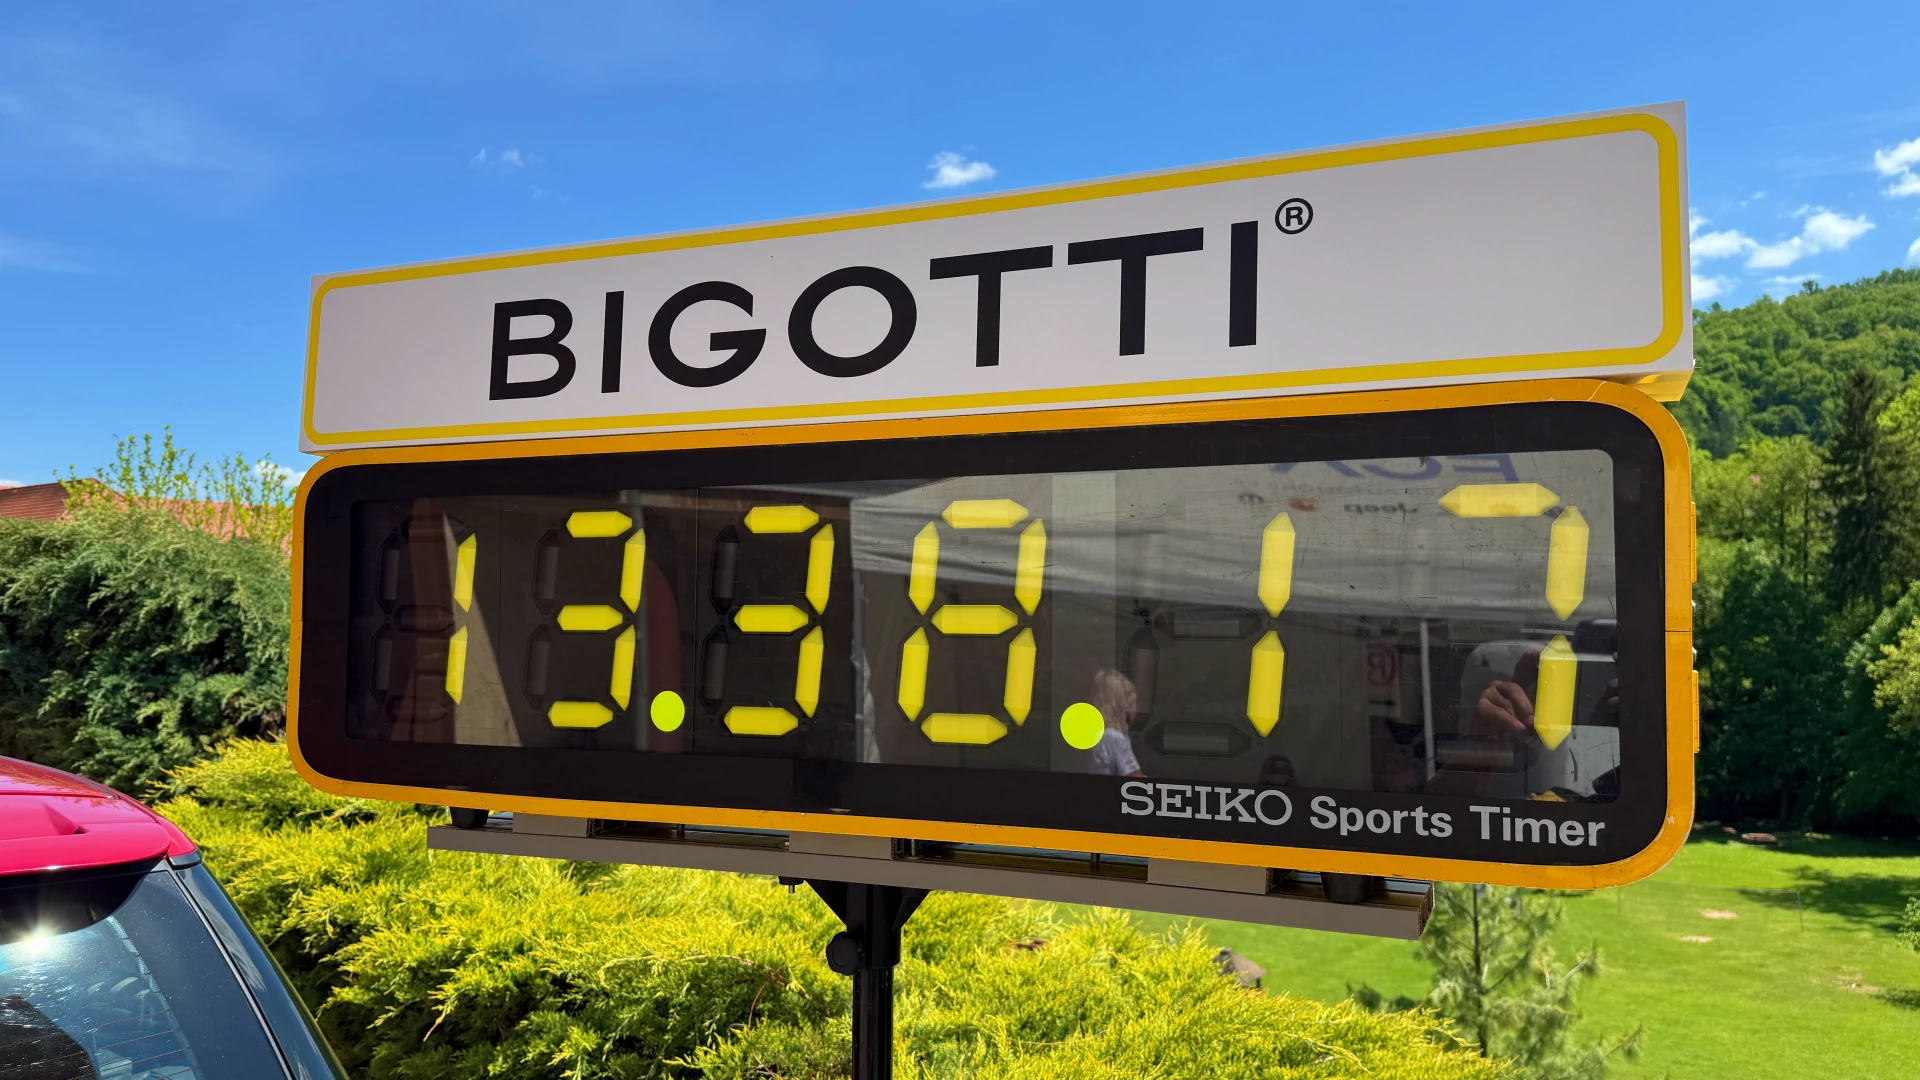 BIGOTTI®
13.38.17
SEIKO Sports Timer